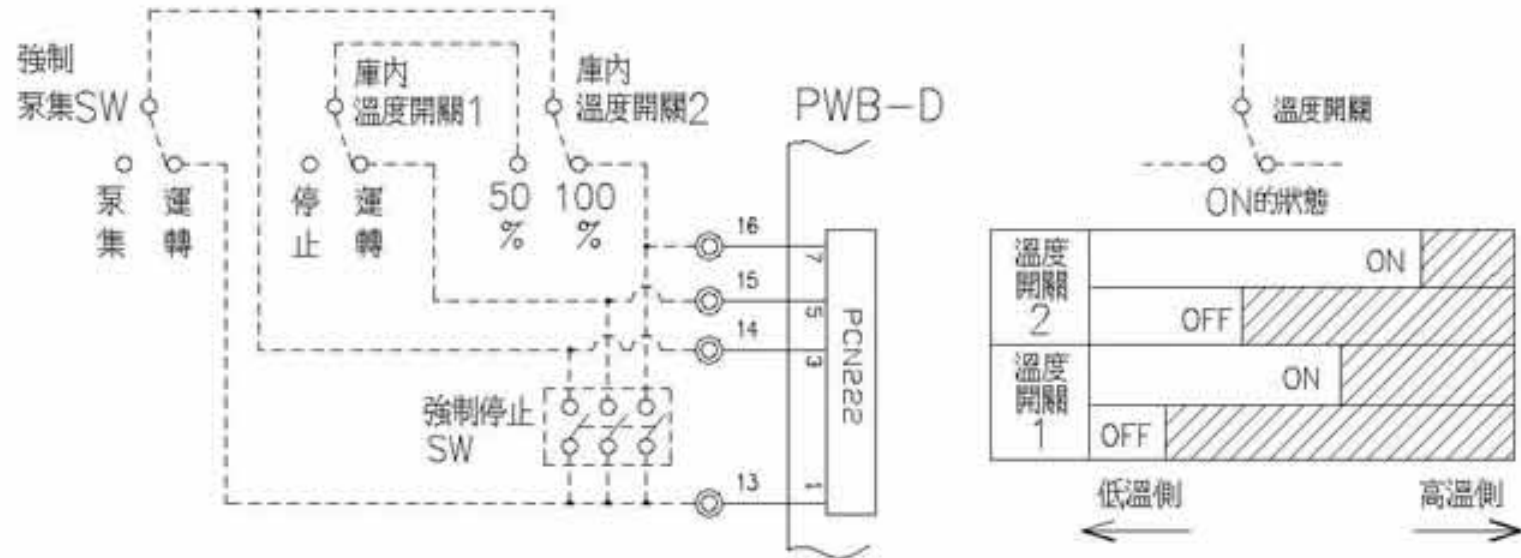 強制
泵集SW
泵集
運轉
庫內
溫度開關1
停止
運轉
庫內
溫度開關2
50
%
100
%
PWB-D
16
7
15
5
14
3
13
1
PCN222
強制停止
SW
溫度開關
ON的狀態
溫度
開關
2
ON
OFF
溫度
開關
1
ON
OFF
低溫側
高溫側